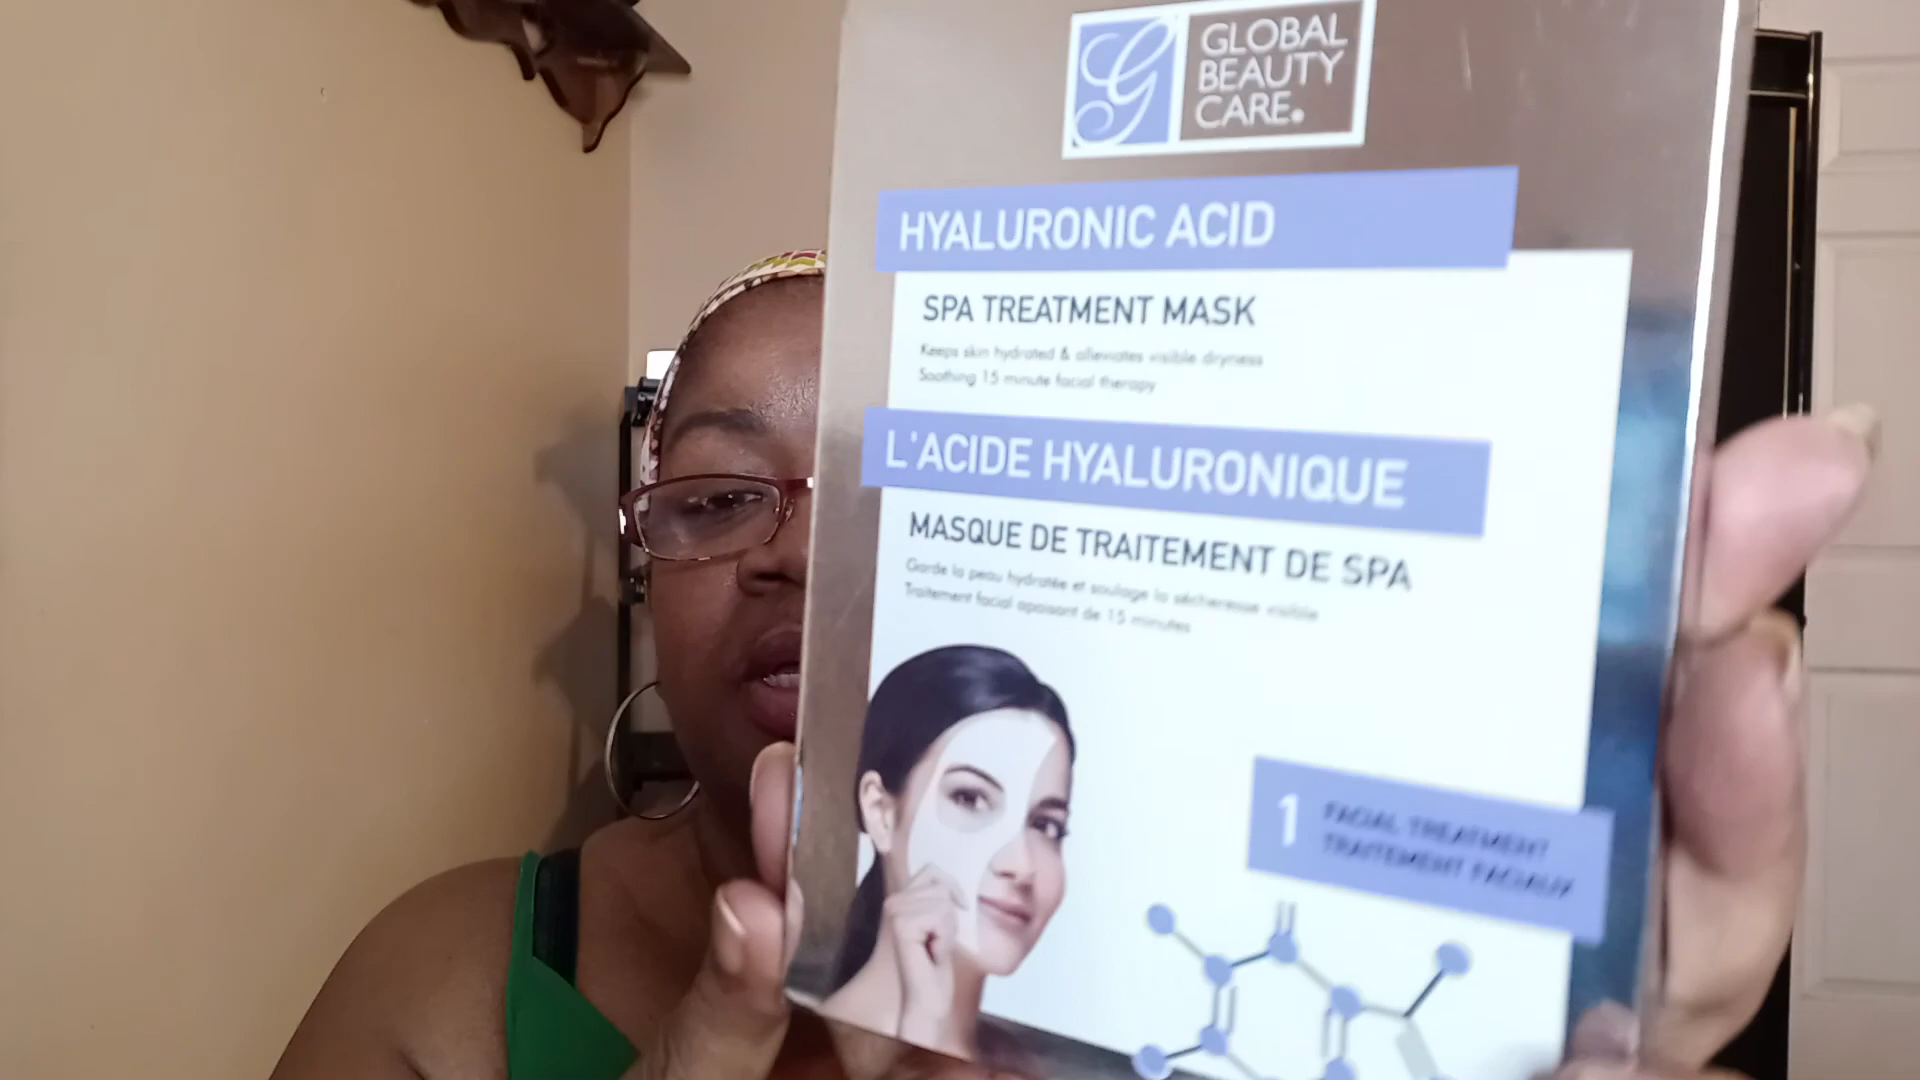 G
GLOBAL
BEAUTY
CARE.
HYALURONIC ACID
SPA TREATMENT MASK
Keeps skin hydrated & alleviates visible dryness
Soothing 15 minute facial therapy
L'ACIDE HYALURONIQUE
MASQUE DE TRAITEMENT DE SPA
Garde la peau hydratée et soulage la sécheresse visible
Traitement facial apaisant de 15 minutes
1
FACIAL TREATMENT
TRAITEMENT FACIAUX